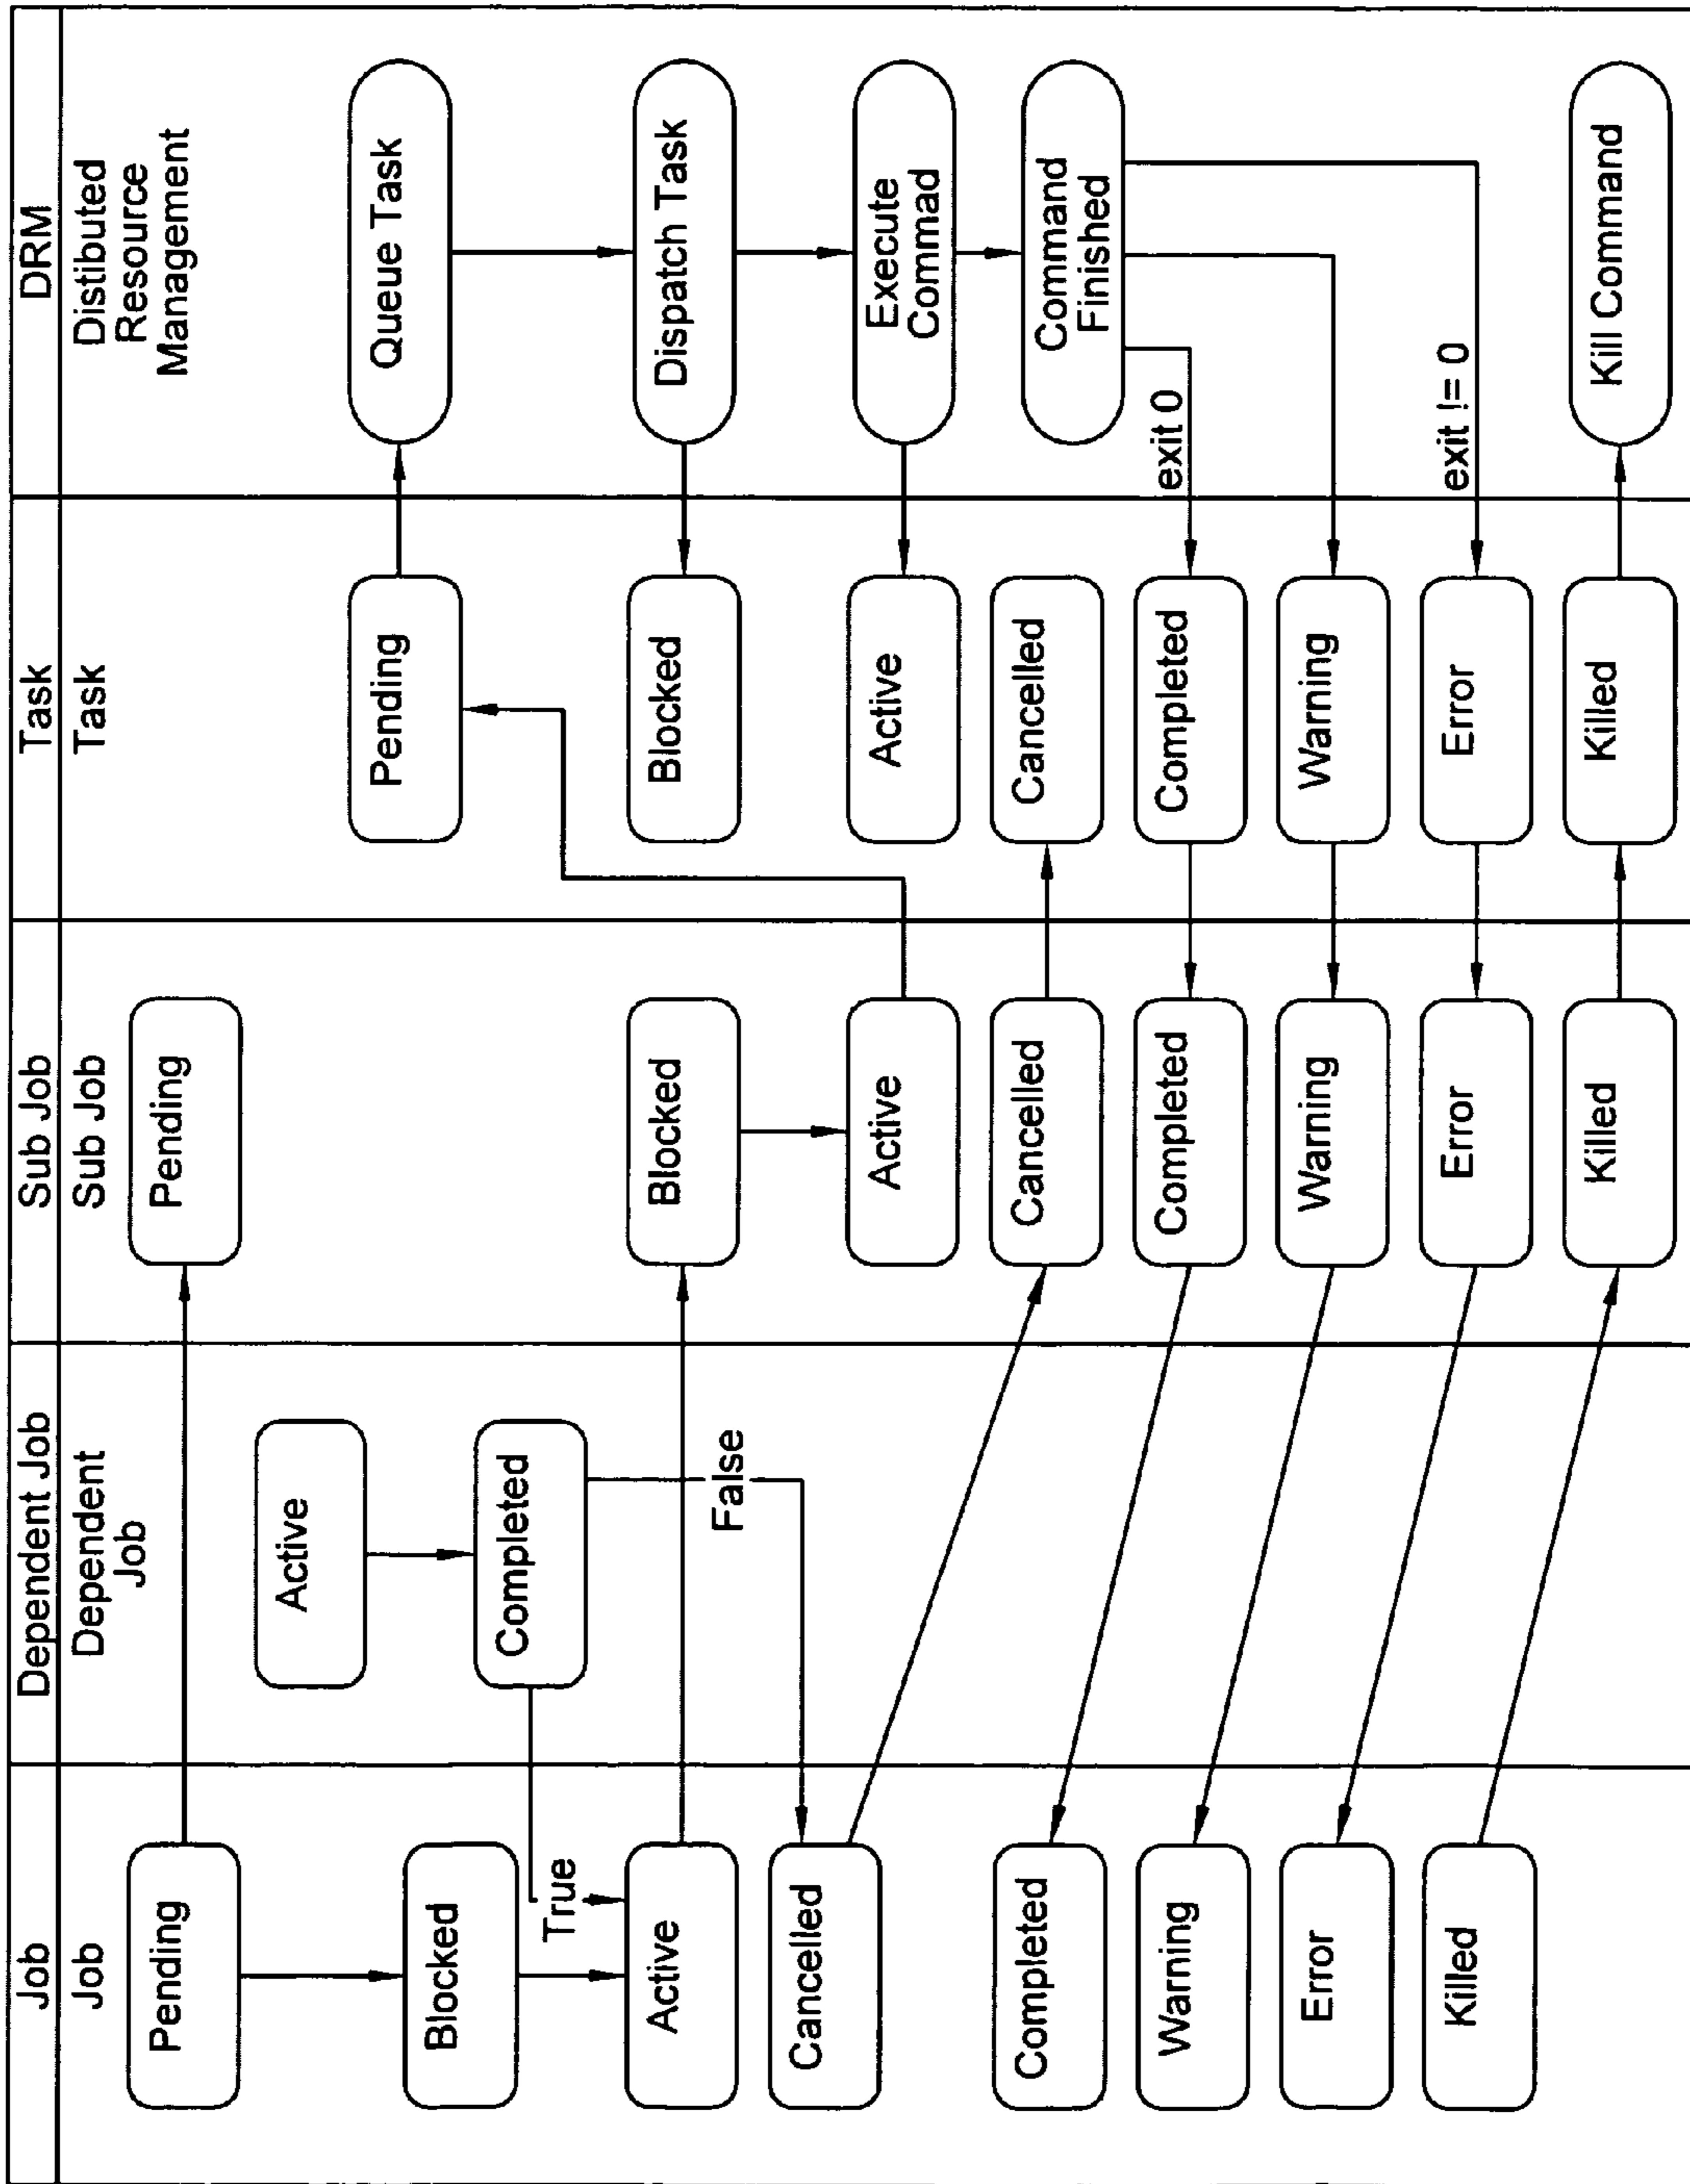 Job
Dependent Job
Sub Job
Task
DRM
Job
Dependent
Job
Sub Job
Task
Distibuted
Resource
Management
Pending
Pending
Active
Pending
Queue Task
Blocked
Completed
True
False
Active
Blocked
Blocked
Dispatch Task
Cancelled
Active
Active
Execute
Commad
Cancelled
Cancelled
Command
Finished
Completed
Completed
Completed
exit 0
Warning
Warning
Warning
Error
Error
Error
exit != 0
Killed
Killed
Killed
Kill Command